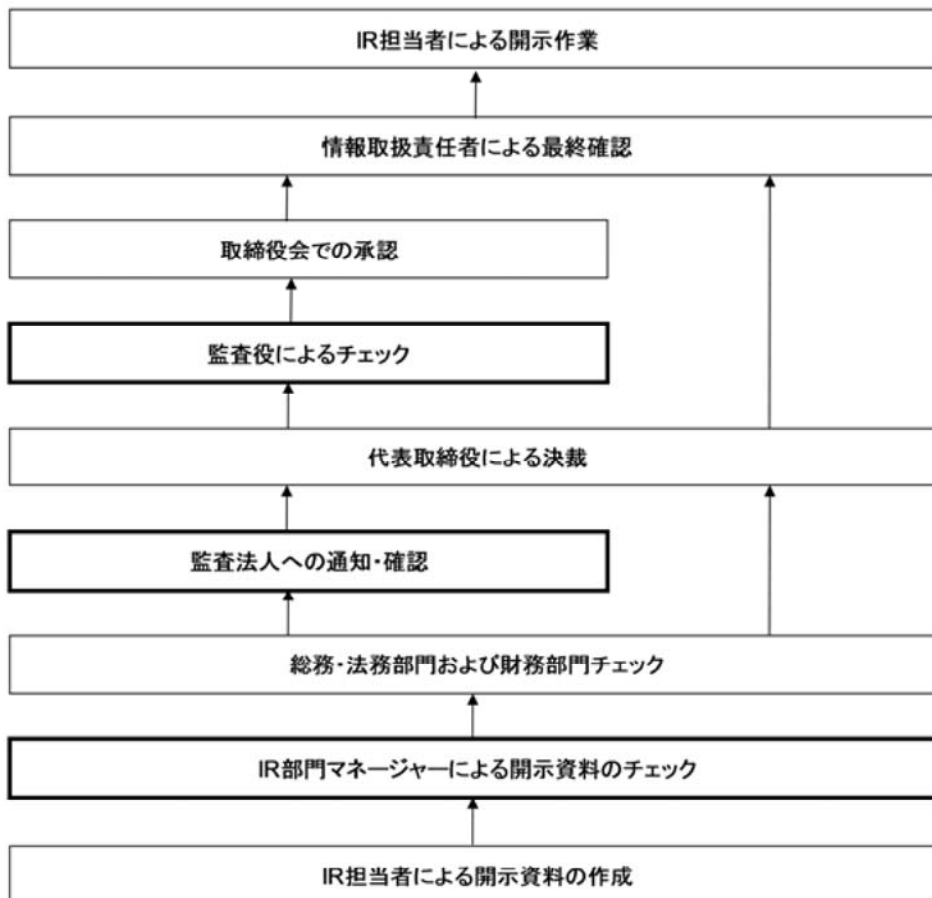 IR担当者による開示作業
情報取扱責任者による最終確認
取締役会での承認
監査役によるチェック
代表取締役による決裁
監査法人への通知・確認
総務・法務部門および財務部門チェック
IR部門マネージャーによる開示資料のチェック
IR担当者による開示資料の作成